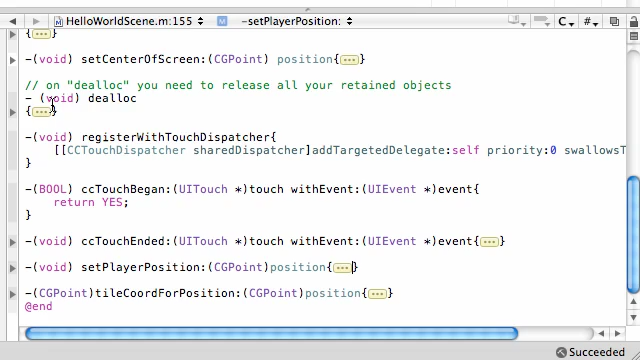 HelloWorldScene.m:155 M -setPlayerPosition: C #
{...}
-(void) setCenterOfScreen:(CGPoint) position{...}
// on "dealloc" you need to release all your retained objects
- (void) dealloc
{...}
-(void) registerWithTouchDispatcher{
[[CCTouchDispatcher sharedDispatcher]addTargetedDelegate:self priority:0 swallowsT
}
-(BOOL) ccTouchBegan:(UITouch *)touch withEvent:(UIEvent *)event{
return YES;
}
-(void) ccTouchEnded:(UITouch *)touch withEvent:(UIEvent *)event{...}
-(void) setPlayerPosition:(CGPoint)position{...}
-(CGPoint)tileCoordForPosition:(CGPoint)position{...}
@end
Succeeded